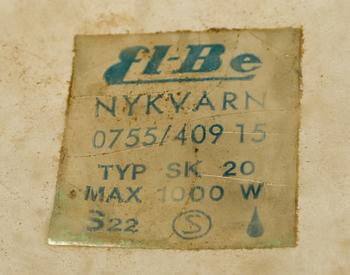 El-Be
NYKVARN
0755/409 15
TYP SK 20
MAX 1000 W
S22 S